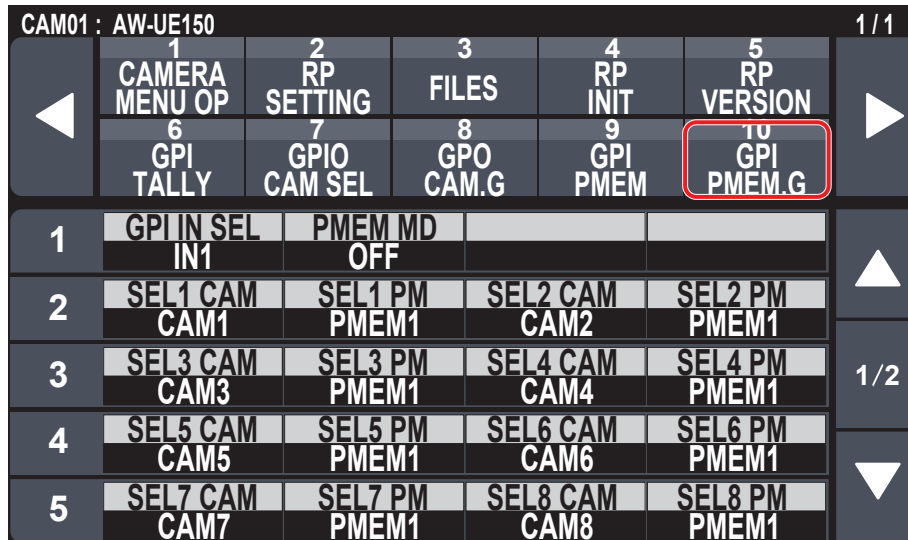 CAM01 : AW-UE150 1 / 1
1 2 3 4 5
CAMERA MENU OP
RP SETTING
FILES
RP INIT
RP VERSION
6 7 8 9 10
GPI TALLY
GPIO CAM SEL
GPO CAM.G
GPI PMEM
GPI PMEM.G
1
GPI IN SEL PMEM MD
IN1 OFF
2
SEL1 CAM SEL1 PM SEL2 CAM SEL2 PM
CAM1 PMEM1 CAM2 PMEM1
3
SEL3 CAM SEL3 PM SEL4 CAM SEL4 PM
CAM3 PMEM1 CAM4 PMEM1
1/2
4
SEL5 CAM SEL5 PM SEL6 CAM SEL6 PM
CAM5 PMEM1 CAM6 PMEM1
5
SEL7 CAM SEL7 PM SEL8 CAM SEL8 PM
CAM7 PMEM1 CAM8 PMEM1